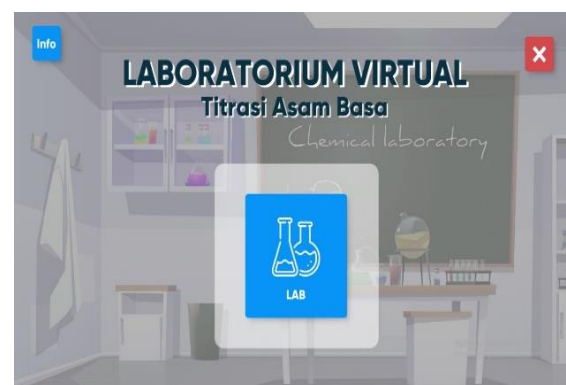 Info
LABORATORIUM VIRTUAL
Titrasi Asam Basa
Chemical laboratory
LAB